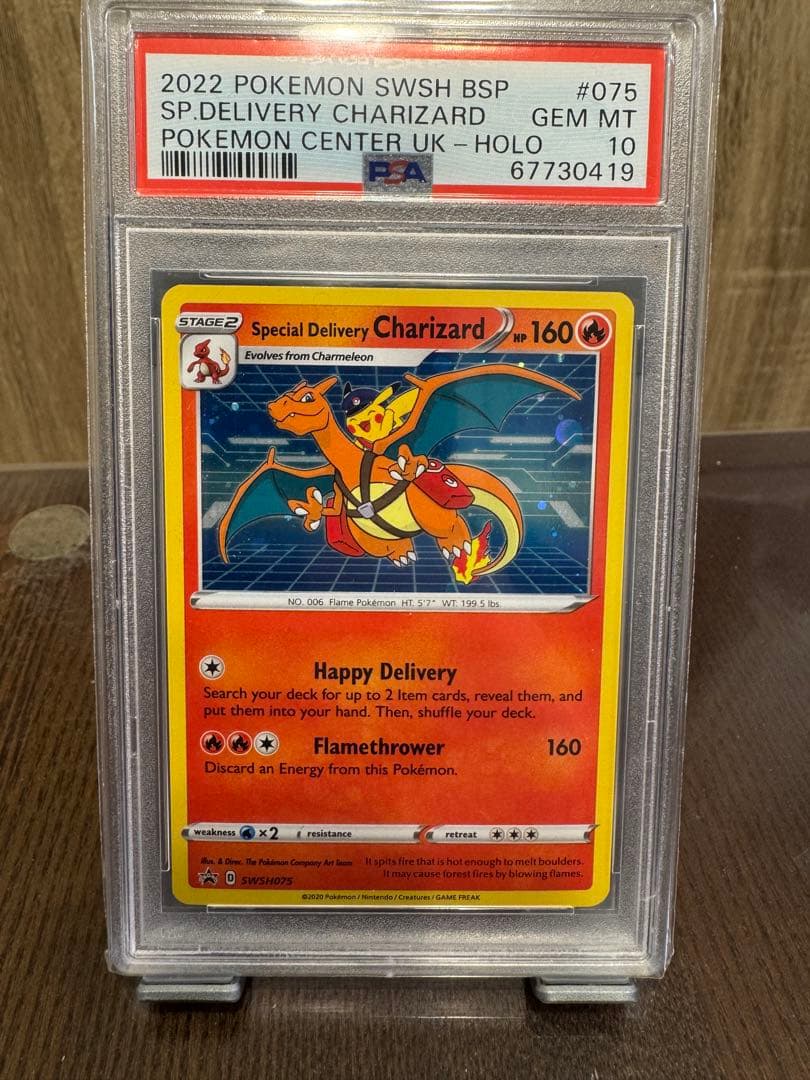 2022 POKEMON SWSH BSP #075
SP.DELIVERY CHARIZARD GEM MT
POKEMON CENTER UK - HOLO 10
PSA 67730419
STAGE2 Special Delivery Charizard HP 160
Evolves from Charmeleon
NO. 006 Flame Pokémon HT: 5'7" WT: 199.5 lbs.
Happy Delivery
Search your deck for up to 2 Item cards, reveal them, and
put them into your hand. Then, shuffle your deck.
Flamethrower 160
Discard an Energy from this Pokémon.
weakness ×2 resistance retreat
Illus. & Direc. The Pokémon Company Art Team
It spits fire that is hot enough to melt boulders.
It may cause forest fires by blowing flames.
D SWSH075
©2020 Pokémon / Nintendo / Creatures / GAME FREAK